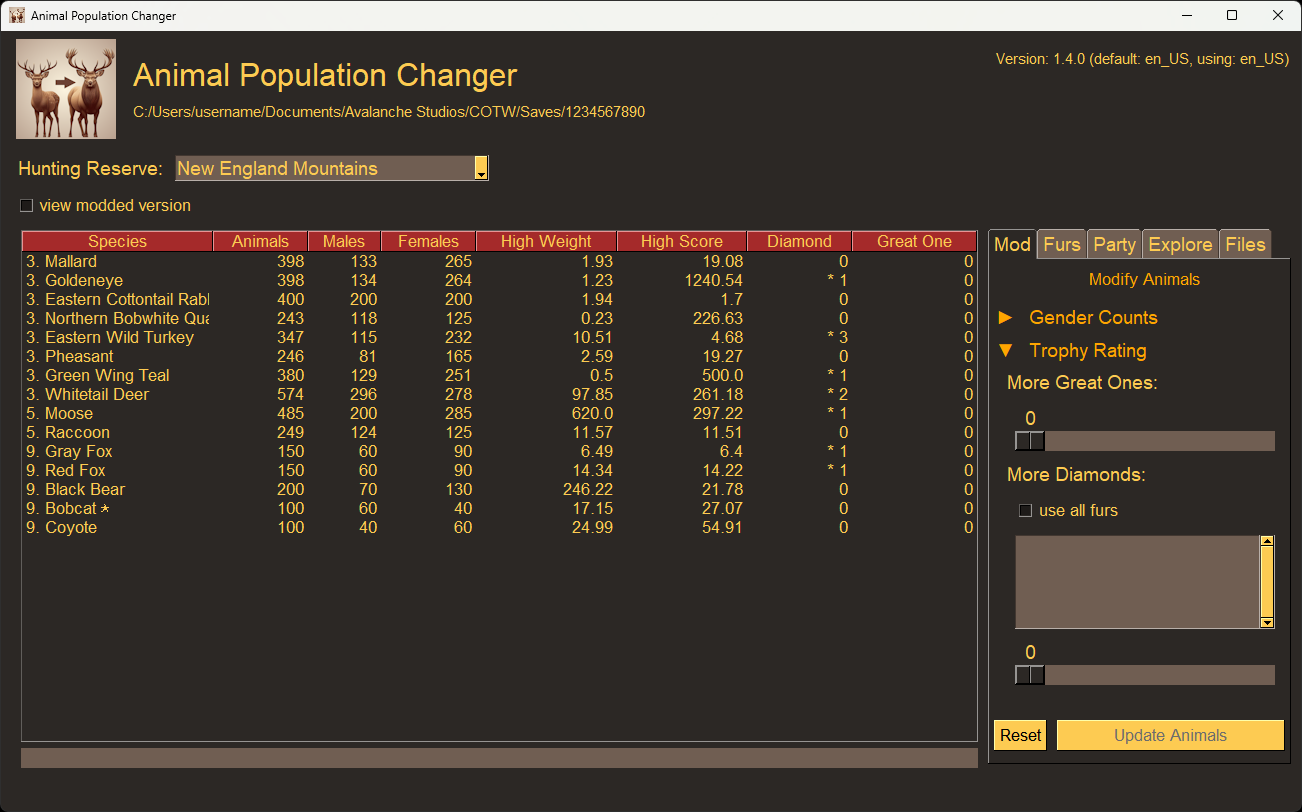 Animal Population Changer
Animal Population Changer
Version: 1.4.0 (default: en_US, using: en_US)
C:/Users/username/Documents/Avalanche Studios/COTW/Saves/1234567890
Hunting Reserve: New England Mountains
view modded version
Species Animals Males Females High Weight High Score Diamond Great One
3. Mallard 398 133 265 1.93 19.08 0 0
3. Goldeneye 398 134 264 1.23 1240.54 * 1 0
3. Eastern Cottontail Rabl 400 200 200 1.94 1.7 0 0
3. Northern Bobwhite Qua 243 118 125 0.23 226.63 0 0
3. Eastern Wild Turkey 347 115 232 10.51 4.68 * 3 0
3. Pheasant 246 81 165 2.59 19.27 0 0
3. Green Wing Teal 380 129 251 0.5 500.0 * 1 0
3. Whitetail Deer 574 296 278 97.85 261.18 * 2 0
5. Moose 485 200 285 620.0 297.22 * 1 0
5. Raccoon 249 124 125 11.57 11.51 0 0
9. Gray Fox 150 60 90 6.49 6.4 * 1 0
9. Red Fox 150 60 90 14.34 14.22 * 1 0
9. Black Bear 200 70 130 246.22 21.78 0 0
9. Bobcat * 100 60 40 17.15 27.07 0 0
9. Coyote 100 40 60 24.99 54.91 0 0
Mod Furs Party Explore Files
Modify Animals
Gender Counts
Trophy Rating
More Great Ones:
0
More Diamonds:
use all furs
0
Reset Update Animals